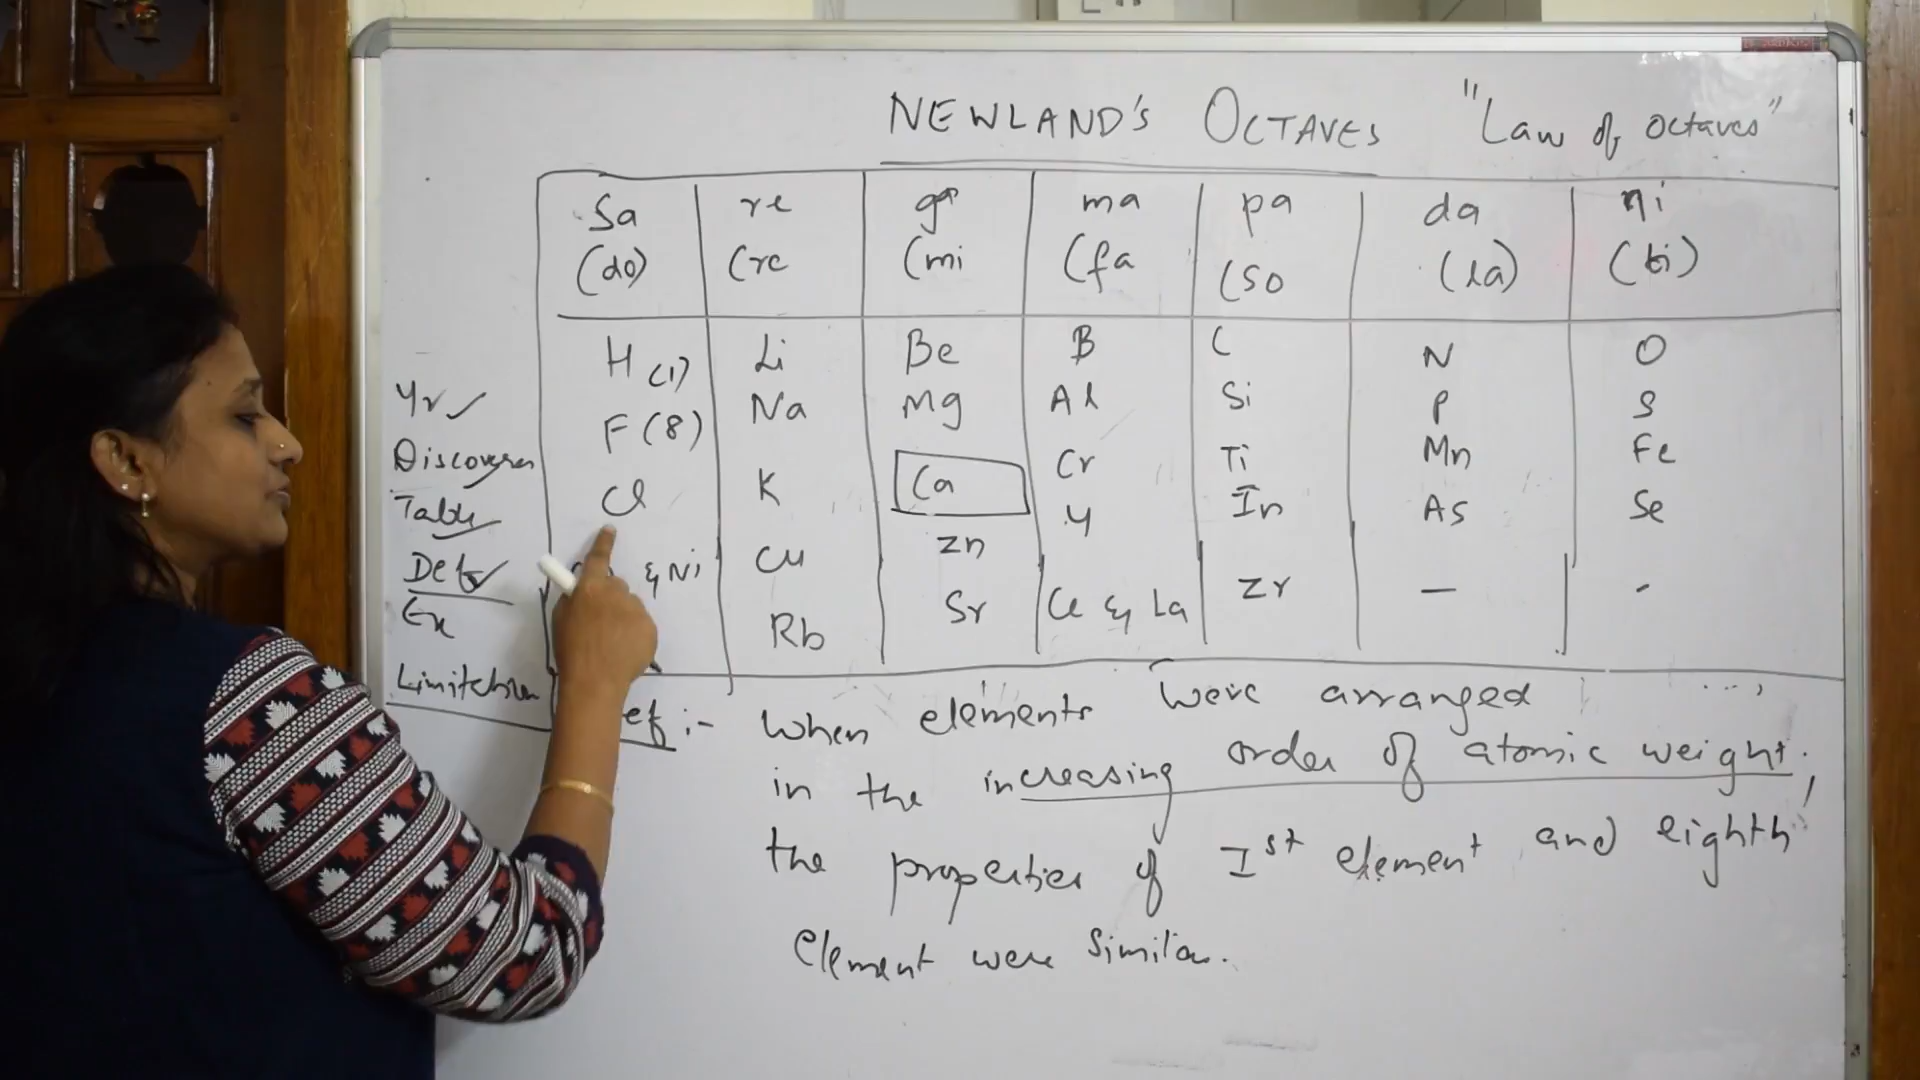 NEWLAND'S OCTAVES "Law of octaves"
Sa re ga ma pa da ni
(do) (re (mi (fa (so (la) (ti)
H (1) Li Be B C N O
F (8) Na Mg Al Si P S
Cl K Ca Cr Ti Mn Fe
& Ni Cu Zn Y In As Se
Rb Sr Ce & La Zr — -
Yr ✓
Discoverer
Table
Def ✓
Ex
Limitation
ef :- When elements were arranged
in the increasing order of atomic weight,
the properties of Ist element and eighth
element were similar.